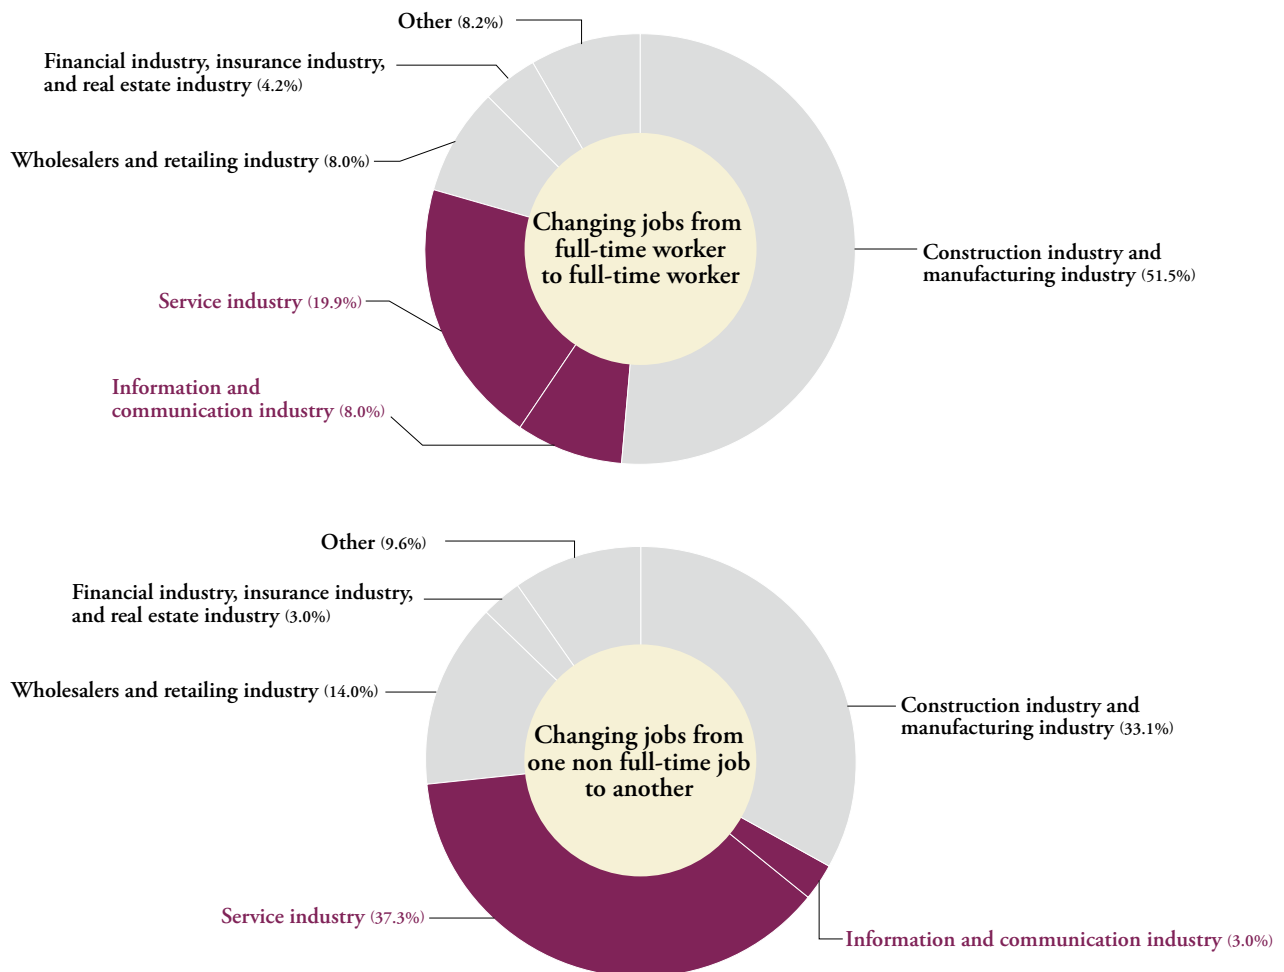 Other (8.2%)
Financial industry, insurance industry,
and real estate industry (4.2%)
Wholesalers and retailing industry (8.0%)
Changing jobs from
full-time worker
to full-time worker
Construction industry and
manufacturing industry (51.5%)
Service industry (19.9%)
Information and
communication industry (8.0%)
Other (9.6%)
Financial industry, insurance industry,
and real estate industry (3.0%)
Wholesalers and retailing industry (14.0%)
Construction industry and
manufacturing industry (33.1%)
Changing jobs from
one non full-time job
to another
Service industry (37.3%)
Information and communication industry (3.0%)